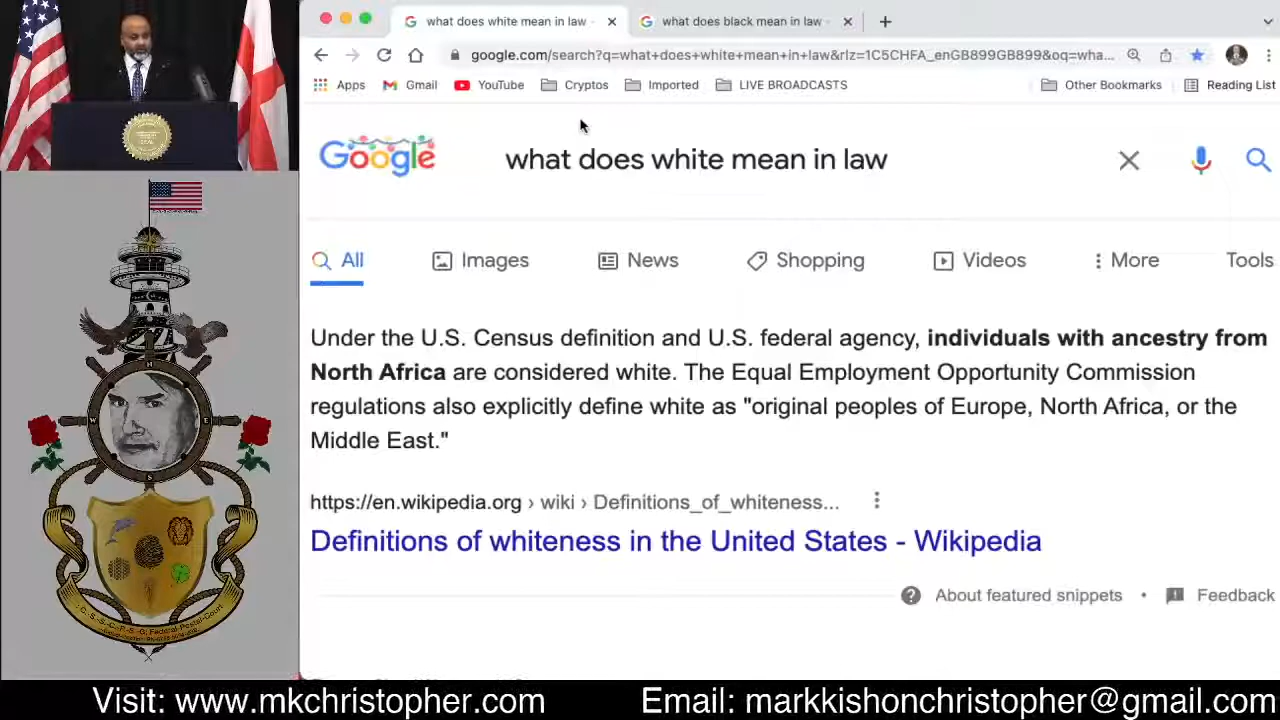 what does white mean in law
what does black mean in law
google.com/search?q=what+does+white+mean+in+law&rlz=1C5CHFA_enGB899GB899&oq=wha...
Apps
Gmail
YouTube
Cryptos
Imported
LIVE BROADCASTS
Other Bookmarks
Reading List
Google
what does white mean in law
All
Images
News
Shopping
Videos
More
Tools
Under the U.S. Census definition and U.S. federal agency, individuals with ancestry from
North Africa are considered white. The Equal Employment Opportunity Commission
regulations also explicitly define white as "original peoples of Europe, North Africa, or the
Middle East."
https://en.wikipedia.org › wiki › Definitions_of_whiteness...
Definitions of whiteness in the United States - Wikipedia
About featured snippets
•
Feedback
N
W
E
S
Federal-Postal-Court
Visit: www.mkchristopher.com
Email: markkishonchristopher@gmail.com